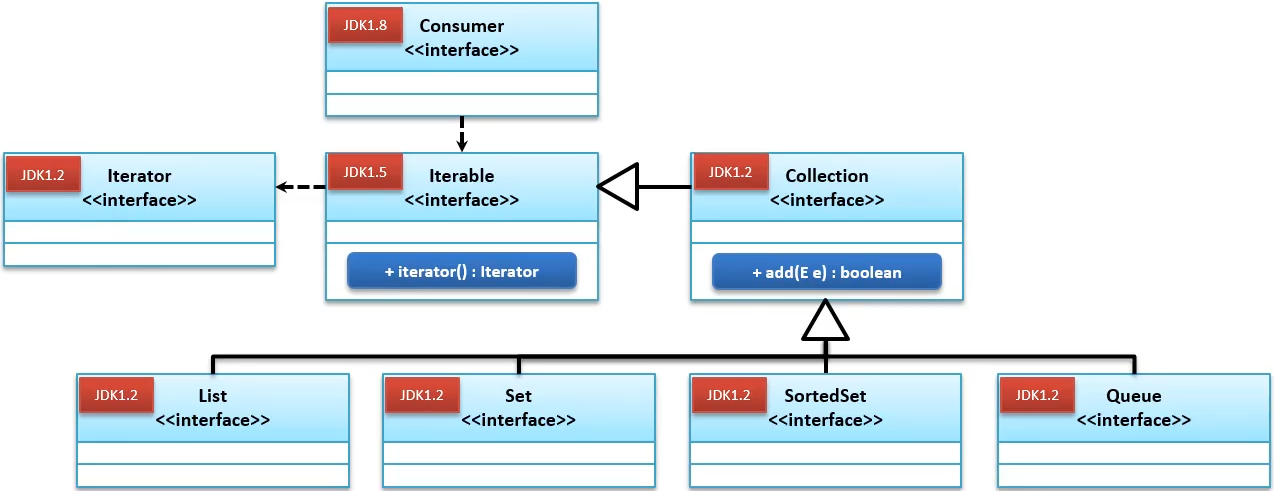 JDK1.8
Consumer
<<interface>>
JDK1.2
Iterator
<<interface>>
JDK1.5
Iterable
<<interface>>
+ iterator() : Iterator
JDK1.2
Collection
<<interface>>
+ add(E e) : boolean
JDK1.2
List
<<interface>>
JDK1.2
Set
<<interface>>
JDK1.2
SortedSet
<<interface>>
JDK1.2
Queue
<<interface>>